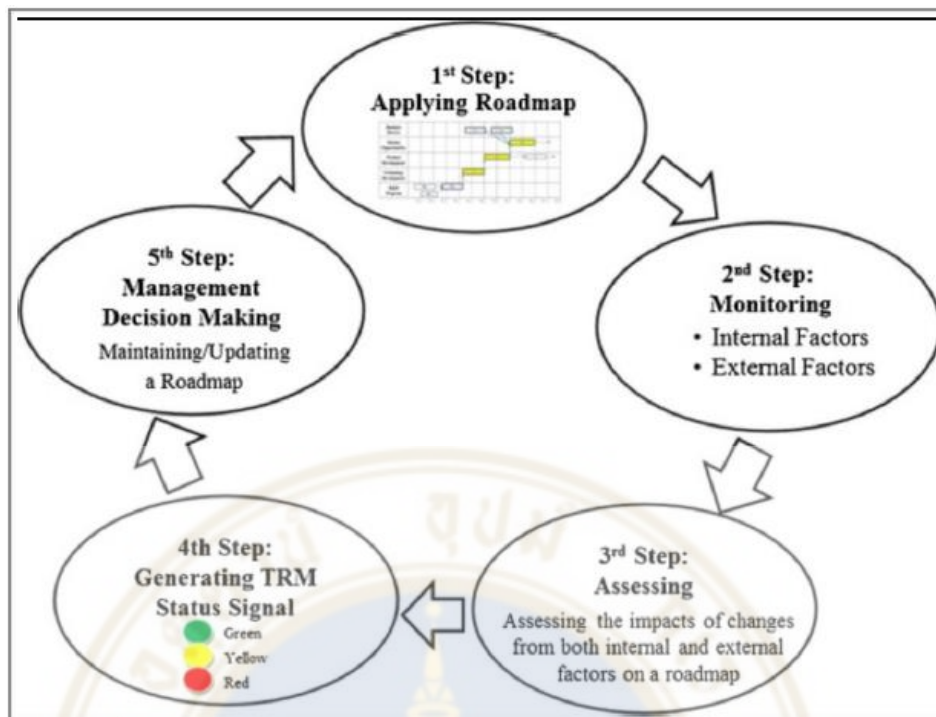 1st Step:
Applying Roadmap
2nd Step:
Monitoring
• Internal Factors
• External Factors
3rd Step:
Assessing
Assessing the impacts of changes
from both internal and external
factors on a roadmap
4th Step:
Generating TRM
Status Signal
Green
Yellow
Red
5th Step:
Management
Decision Making
Maintaining/Updating
a Roadmap